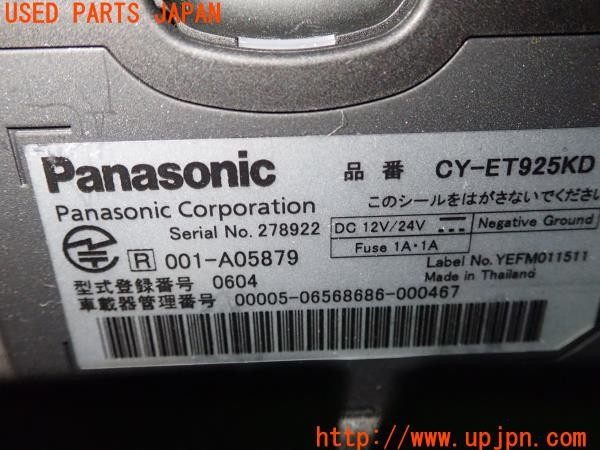 USED PARTS JAPAN
Panasonic 品番 CY-ET925KD
Panasonic Corporation このシールをはがさないでください
Serial No. 278922 DC 12V/24V Negative Ground
Fuse 1A・1A
R 001-A05879 Label No. YEFM011511
型式登録番号 0604 Made in Thailand
車載器管理番号 00005-06568686-000467
http://www.upjpn.com/